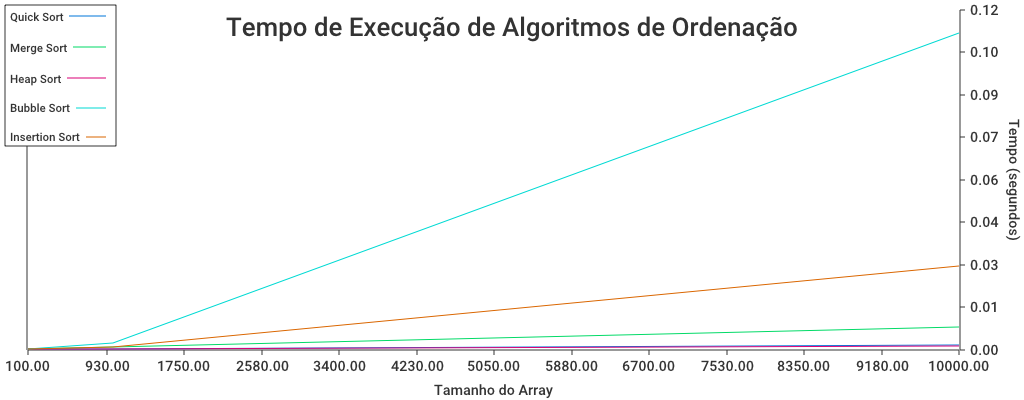 Tempo de Execução de Algoritmos de Ordenação
Quick Sort
Merge Sort
Heap Sort
Bubble Sort
Insertion Sort
0.12
0.10
0.09
0.07
0.06
0.04
0.03
0.01
0.00
Tempo (segundos)
100.00 930.00 1750.00 2580.00 3400.00 4230.00 5050.00 5880.00 6700.00 7530.00 8350.00 9180.00 10000.00
Tamanho do Array